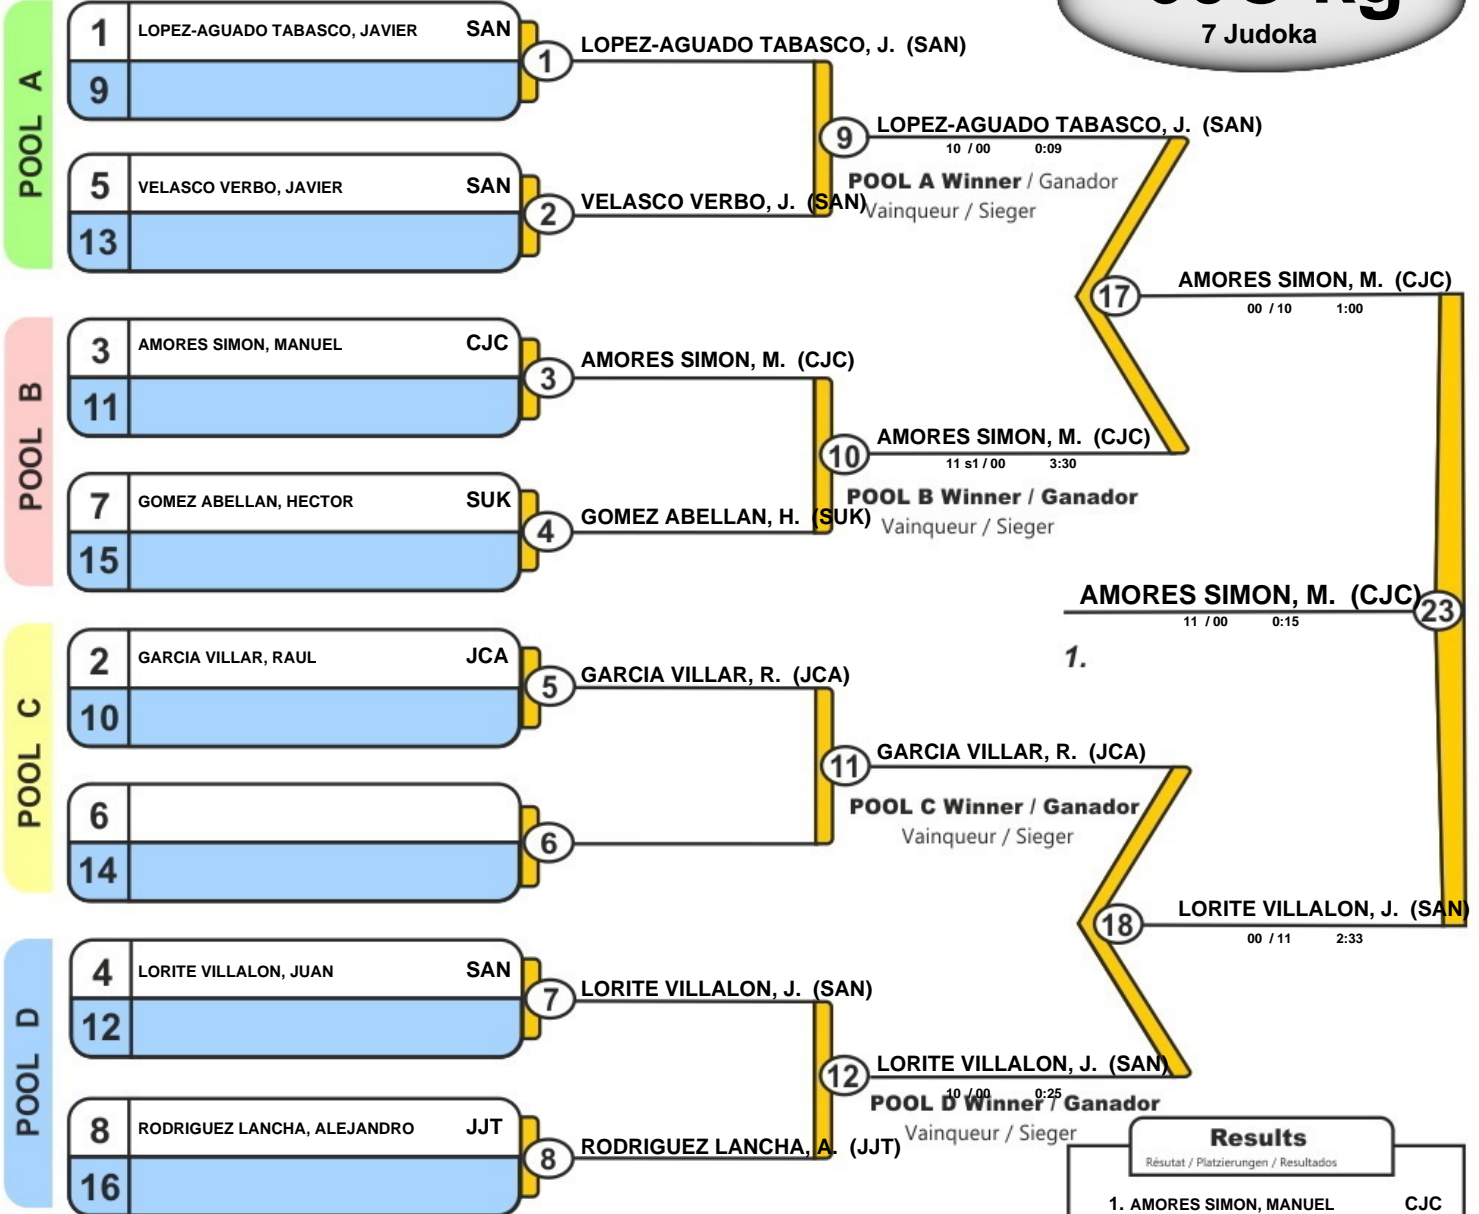 7 Judoka
POOL A
1 LOPEZ-AGUADO TABASCO, JAVIER SAN
9
1
LOPEZ-AGUADO TABASCO, J. (SAN)
5 VELASCO VERBO, JAVIER SAN
13
2
VELASCO VERBO, J. (SAN)
9
LOPEZ-AGUADO TABASCO, J. (SAN)
10 / 00 0:09
POOL A Winner / Ganador
Vainqueur / Sieger
POOL B
3 AMORES SIMON, MANUEL CJC
11
3
AMORES SIMON, M. (CJC)
7 GOMEZ ABELLAN, HECTOR SUK
15
4
GOMEZ ABELLAN, H. (SUK)
10
AMORES SIMON, M. (CJC)
11 s1 / 00 3:30
POOL B Winner / Ganador
Vainqueur / Sieger
17
AMORES SIMON, M. (CJC)
00 / 10 1:00
AMORES SIMON, M. (CJC)
23
11 / 00 0:15
1.
POOL C
2 GARCIA VILLAR, RAUL JCA
10
5
GARCIA VILLAR, R. (JCA)
6
14
6
11
GARCIA VILLAR, R. (JCA)
POOL C Winner / Ganador
Vainqueur / Sieger
POOL D
4 LORITE VILLALON, JUAN SAN
12
7
LORITE VILLALON, J. (SAN)
8 RODRIGUEZ LANCHA, ALEJANDRO JJT
16
8
RODRIGUEZ LANCHA, A. (JJT)
12
LORITE VILLALON, J. (SAN)
10 / 00 0:25
POOL D Winner / Ganador
Vainqueur / Sieger
18
LORITE VILLALON, J. (SAN)
00 / 11 2:33
Results
Résutat / Platzierungen / Resultados
1. AMORES SIMON, MANUEL CJC